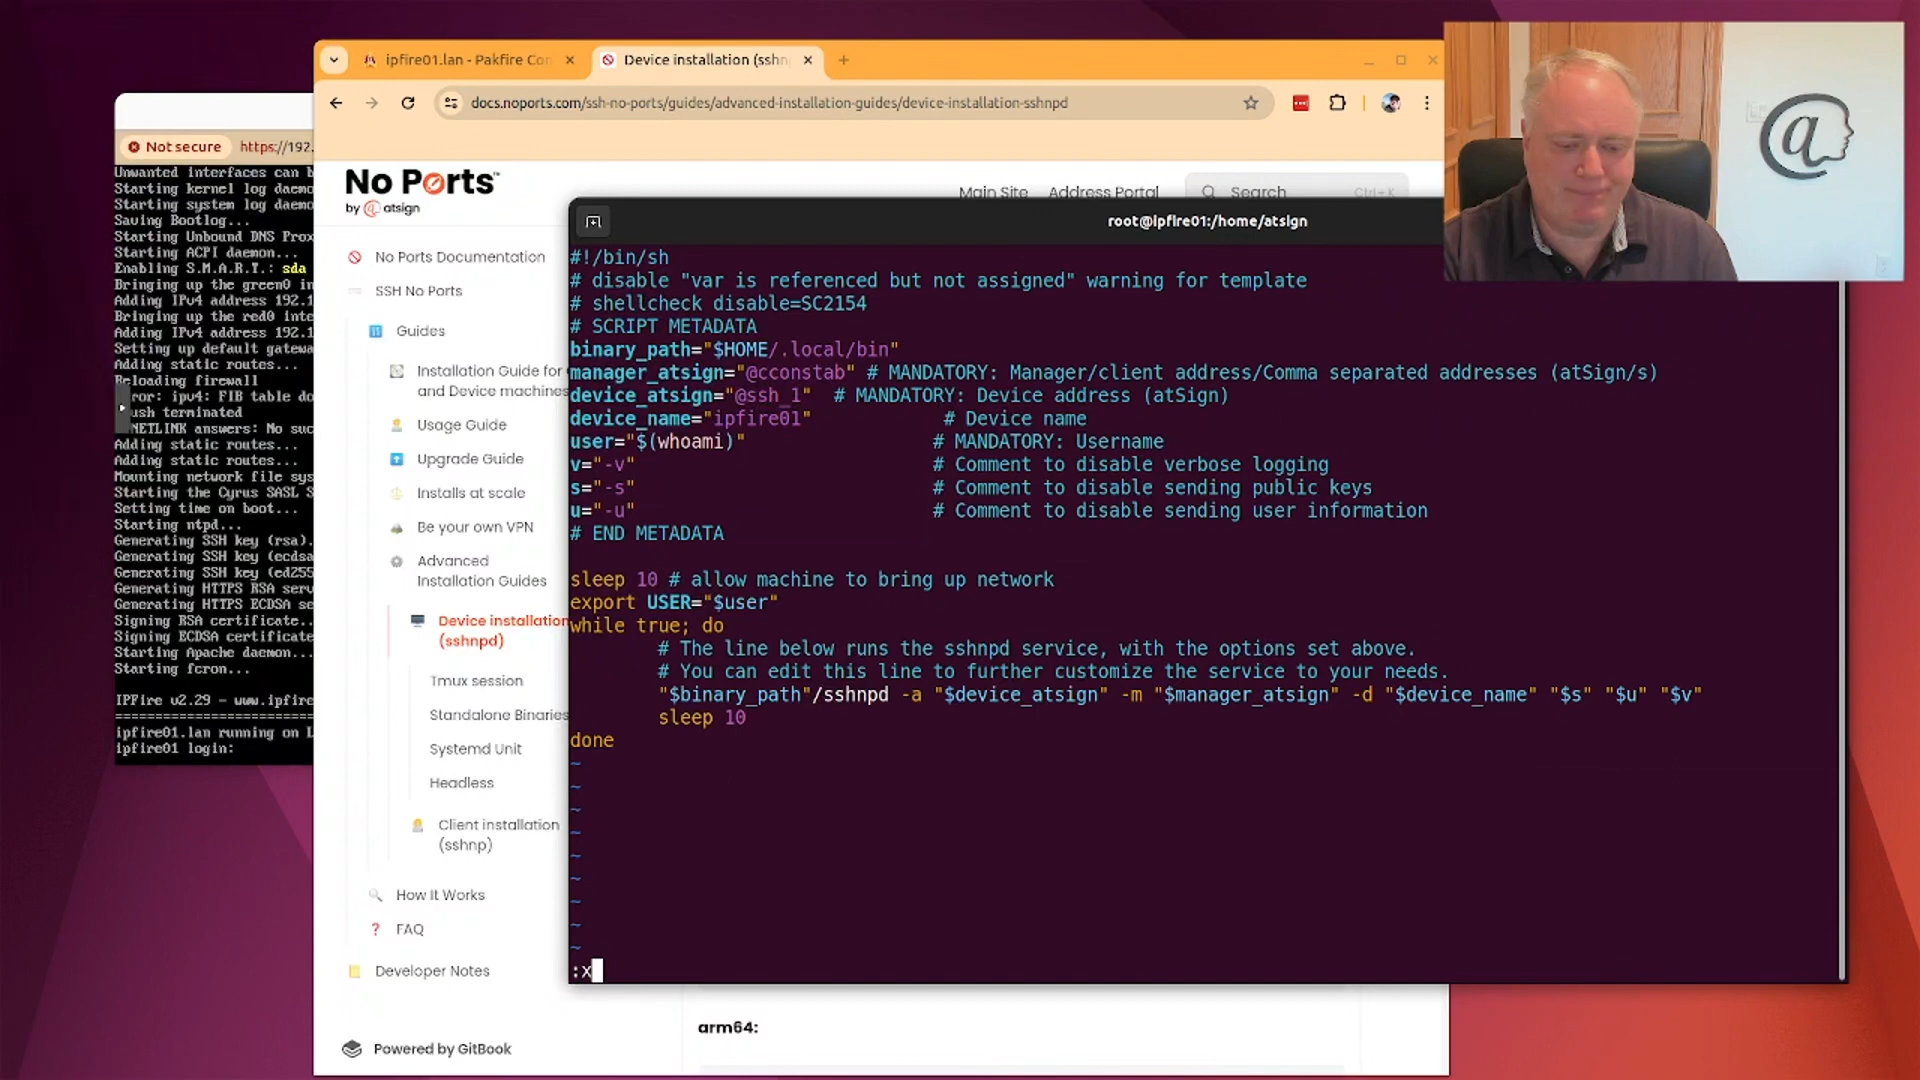 ipfire01.lan - Pakfire Con
Device installation (sshn
docs.noports.com/ssh-no-ports/guides/advanced-installation-guides/device-installation-sshnpd
Not secure
https://192.
Unwanted interfaces can b
Starting kernel log daemo
Starting system log daemo
Saving Bootlog...
Starting Unbound DNS Prox
Starting ACPI daemon...
Enabling S.M.A.R.T.: sda
Bringing up the green0 in
Adding IPv4 address 192.1
Bringing up the red0 inte
Adding IPv4 address 192.1
Setting up default gatewa
Adding static routes...
Reloading firewall
ror: ipv4: FIB table do
ush terminated
NETLINK answers: No suc
Adding static routes...
Adding static routes...
Mounting network file sys
Starting the Cyrus SASL S
Setting time on boot...
Starting ntpd...
Generating SSH key (rsa).
Generating SSH key (ecdsa
Generating SSH key (ed255
Generating HTTPS RSA serv
Generating HTTPS ECDSA se
Signing RSA certificate..
Signing ECDSA certificate
Starting Apache daemon...
Starting fcron...
IPFire v2.29 - www.ipfire
=========================
ipfire01.lan running on L
ipfire01 login:
No Ports™
by @ atsign
Main Site
Address Portal
Search
Ctrl+K
No Ports Documentation
SSH No Ports
Guides
Installation Guide for
and Device machines
Usage Guide
Upgrade Guide
Installs at scale
Be your own VPN
Advanced
Installation Guides
Device installation
(sshnpd)
Tmux session
Standalone Binaries
Systemd Unit
Headless
Client installation
(sshnp)
How It Works
? FAQ
Developer Notes
Powered by GitBook
arm64:
root@ipfire01:/home/atsign
#!/bin/sh
# disable "var is referenced but not assigned" warning for template
# shellcheck disable=SC2154
# SCRIPT METADATA
binary_path="$HOME/.local/bin"
manager_atsign="@cconstab" # MANDATORY: Manager/client address/Comma separated addresses (atSign/s)
device_atsign="@ssh_1"  # MANDATORY: Device address (atSign)
device_name="ipfire01"            # Device name
user="$(whoami)"                 # MANDATORY: Username
v="-v"                           # Comment to disable verbose logging
s="-s"                           # Comment to disable sending public keys
u="-u"                           # Comment to disable sending user information
# END METADATA
sleep 10 # allow machine to bring up network
export USER="$user"
while true; do
        # The line below runs the sshnpd service, with the options set above.
        # You can edit this line to further customize the service to your needs.
        "$binary_path"/sshnpd -a "$device_atsign" -m "$manager_atsign" -d "$device_name" "$s" "$u" "$v"
        sleep 10
done
~
~
~
~
~
~
~
~
~
:x
@